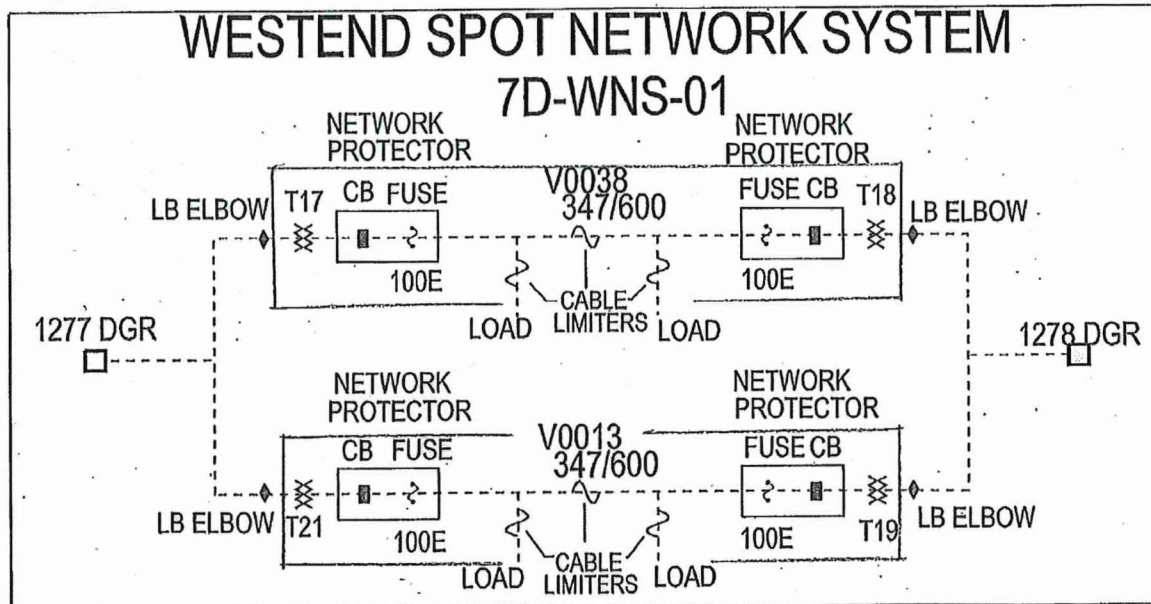 WESTEND SPOT NETWORK SYSTEM
7D-WNS-01
NETWORK
PROTECTOR
NETWORK
PROTECTOR
LB ELBOW
T17
CB FUSE
V0038
347/600
FUSE CB
T18
LB ELBOW
100E
100E
CABLE
LIMITERS
LOAD
LOAD
1277 DGR
1278 DGR
NETWORK
PROTECTOR
NETWORK
PROTECTOR
CB FUSE
V0013
347/600
FUSE CB
LB ELBOW
T21
T19
LB ELBOW
100E
100E
CABLE
LIMITERS
LOAD
LOAD